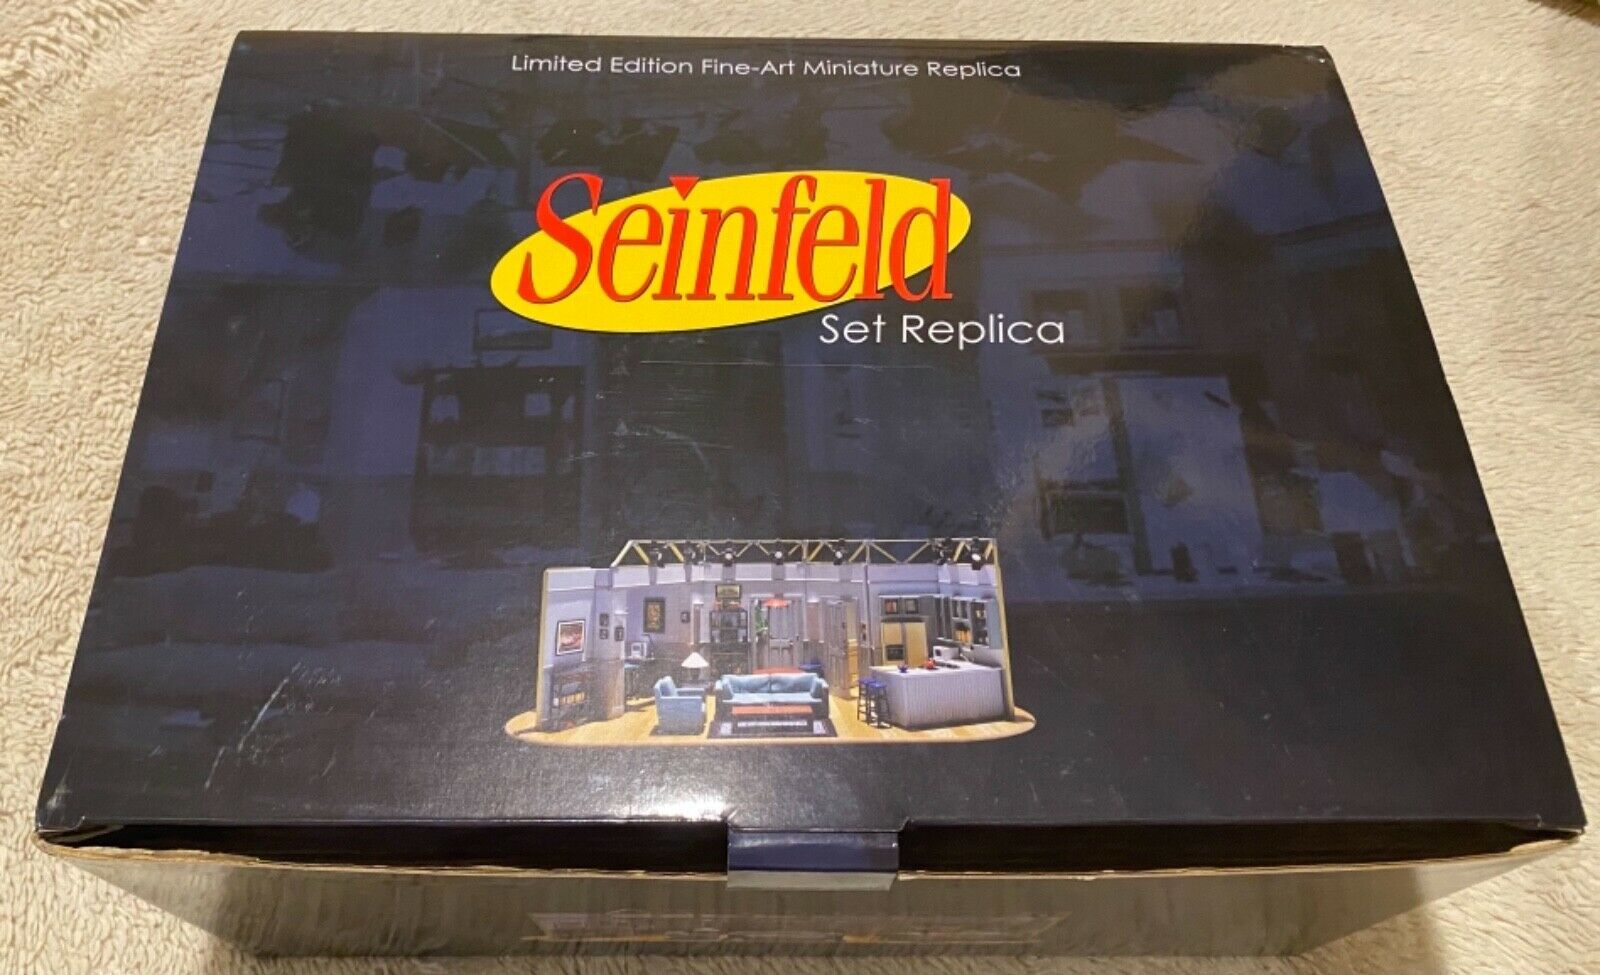 Limited Edition Fine-Art Miniature Replica
Seinfeld
Set Replica